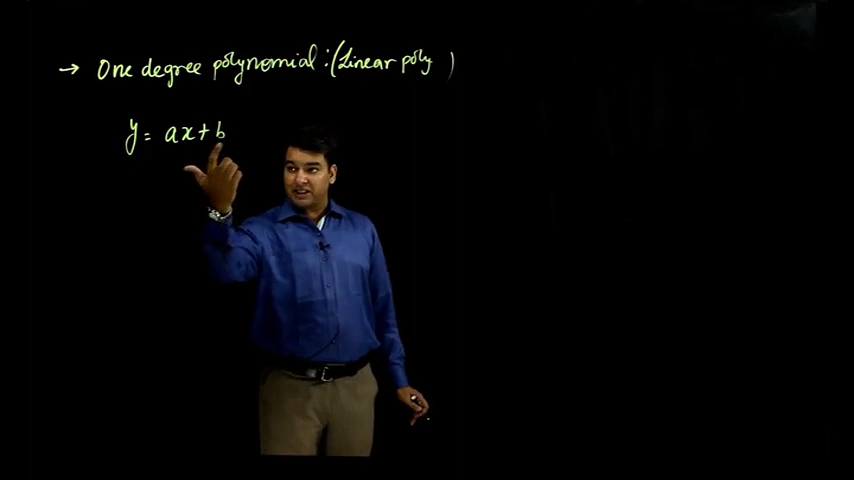 → One degree polynomial :(Linear poly )
y = ax+b